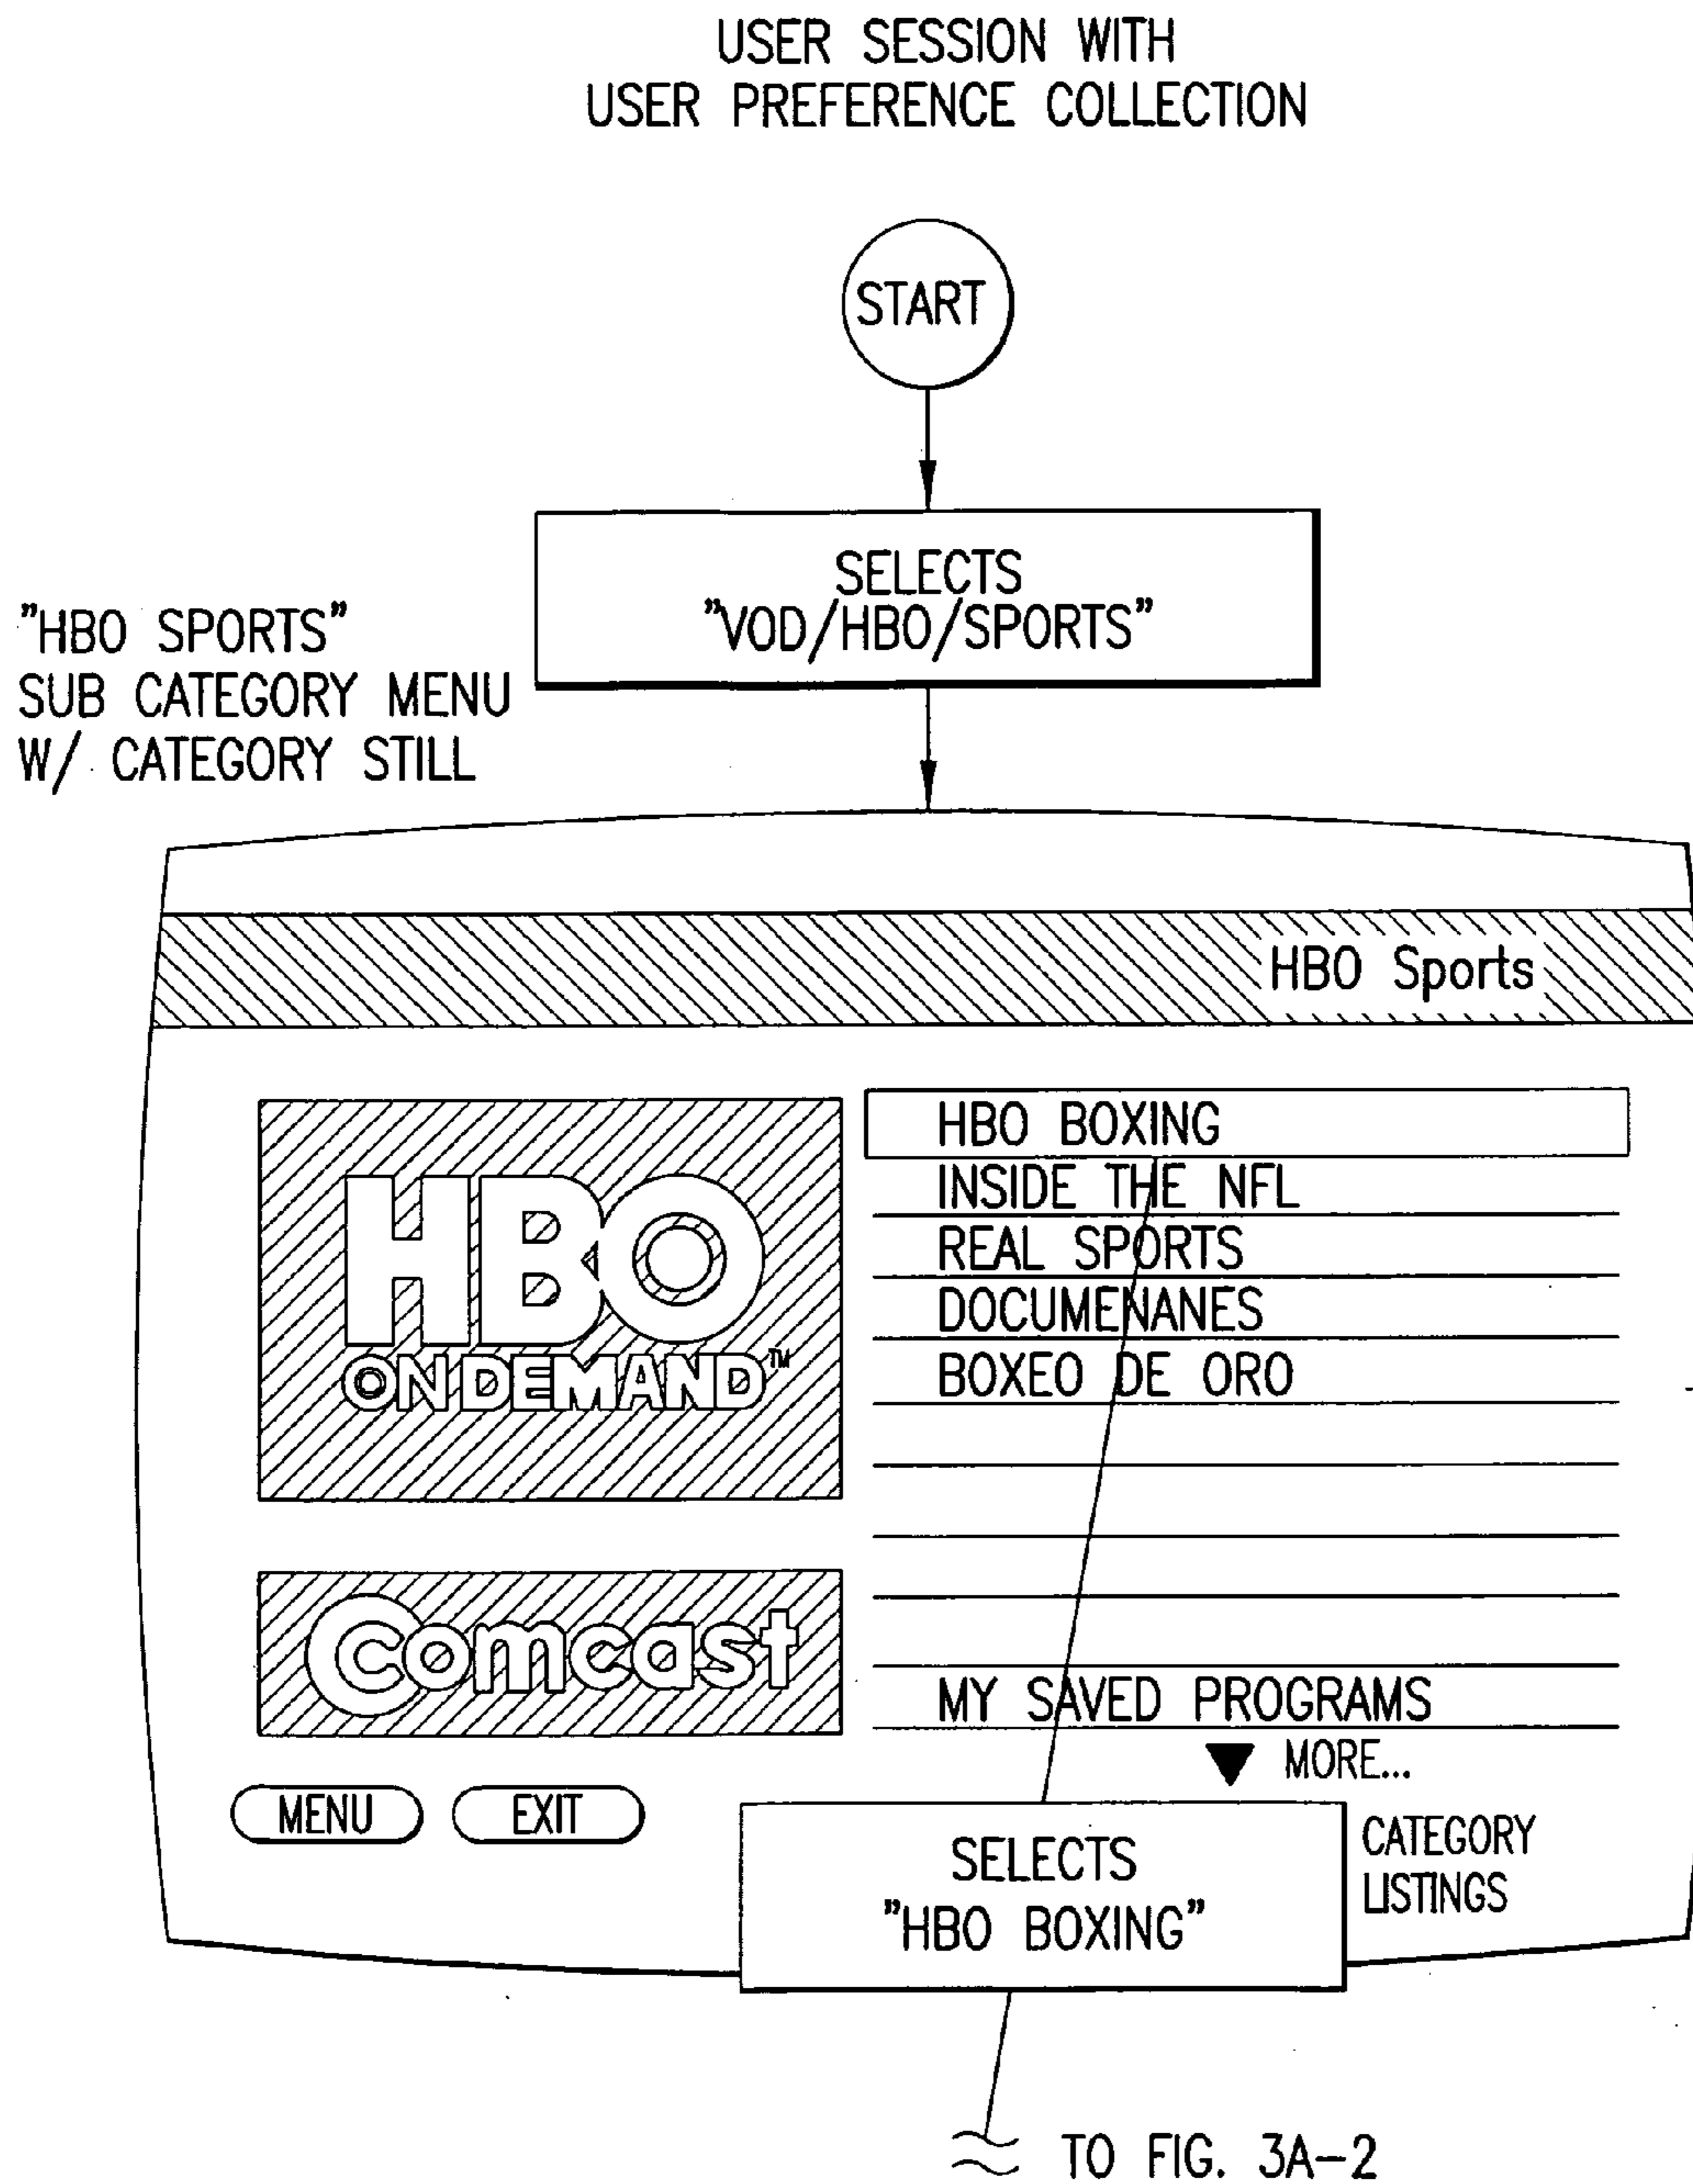 USER SESSION WITH
USER PREFERENCE COLLECTION
START
SELECTS
"VOD/HBO/SPORTS"
"HBO SPORTS"
SUB CATEGORY MENU
W/ CATEGORY STILL
HBO Sports
HBO
ON DEMAND™
Comcast
HBO BOXING
INSIDE THE NFL
REAL SPORTS
DOCUMENANES
BOXEO DE ORO
MY SAVED PROGRAMS
▼ MORE...
MENU
EXIT
SELECTS
"HBO BOXING"
CATEGORY
LISTINGS
TO FIG. 3A-2